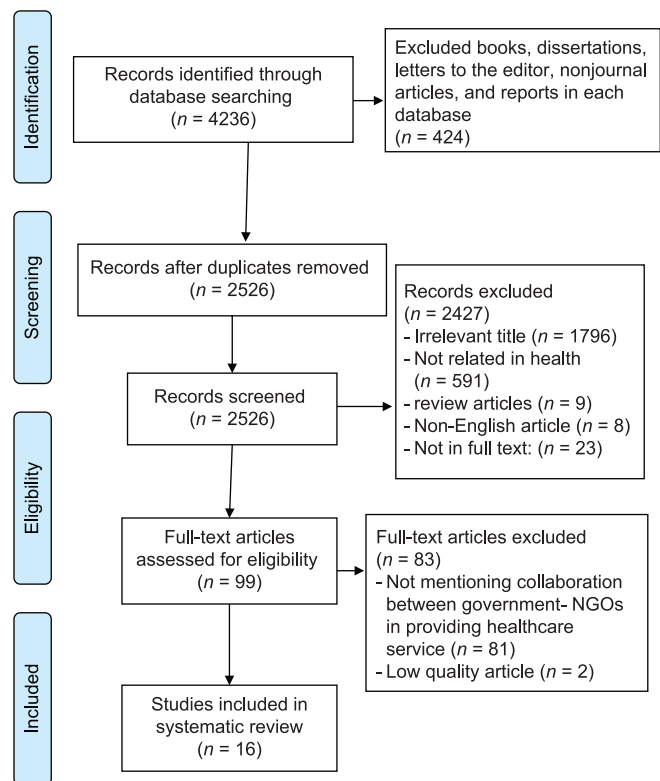 Identification
Records identified through
database searching
(n = 4236)
Excluded books, dissertations,
letters to the editor, nonjournal
articles, and reports in each
database
(n = 424)
Screening
Records after duplicates removed
(n = 2526)
Records screened
(n = 2526)
Records excluded
(n = 2427)
- Irrelevant title (n = 1796)
- Not related in health
(n = 591)
- review articles (n = 9)
- Non-English article (n = 8)
- Not in full text: (n = 23)
Eligibility
Full-text articles
assessed for eligibility
(n = 99)
Full-text articles excluded
(n = 83)
- Not mentioning collaboration
between government- NGOs
in providing healthcare
service (n = 81)
- Low quality article (n = 2)
Included
Studies included in
systematic review
(n = 16)